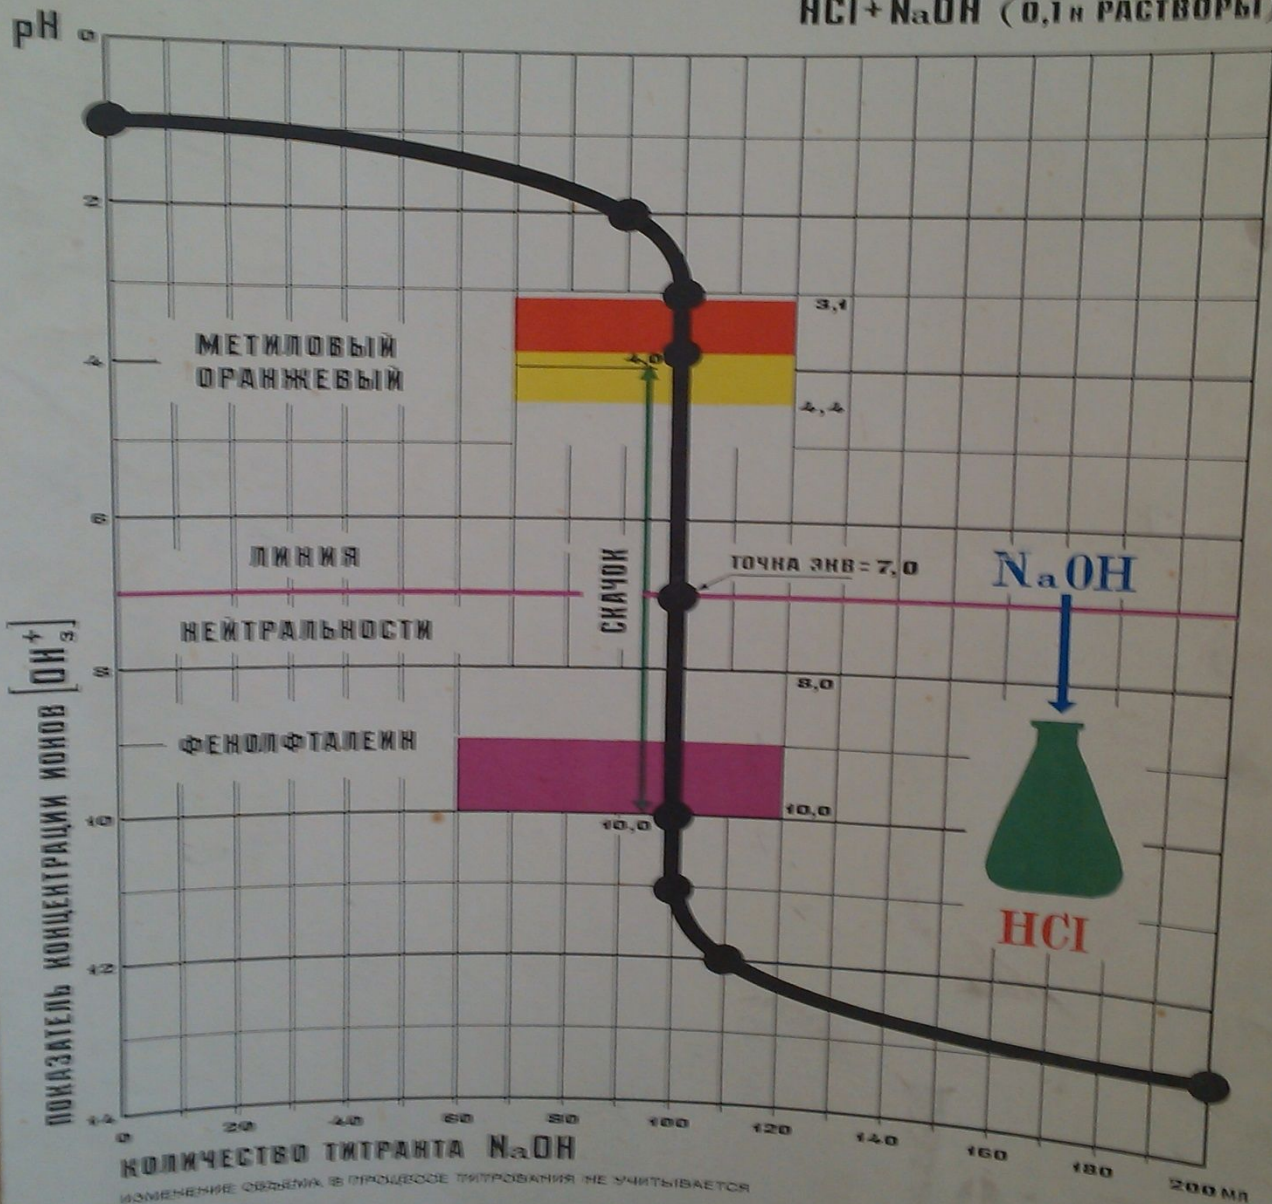 HCl + NaOH ( 0,1 н РАСТВОРЫ)
pH
0
2
4
6
8
10
12
14
МЕТИЛОВЫЙ
ОРАНЖЕВЫЙ
3,1
4,0
4,4
ЛИНИЯ
НЕЙТРАЛЬНОСТИ
СКАЧОК
ТОЧКА ЭКВ = 7,0
NaOH
HCl
8,0
ФЕНОЛФТАЛЕИН
10,0
10,0
ПОКАЗАТЕЛЬ КОНЦЕНТРАЦИИ ИОНОВ [OH₃⁺]
0 20 40 60 80 100 120 140 160 180 200 МЛ
КОЛИЧЕСТВО ТИТРАНТА NaOH
ИЗМЕНЕНИЕ ОБЪЕМА В ПРОЦЕССЕ ТИТРОВАНИЯ НЕ УЧИТЫВАЕТСЯ